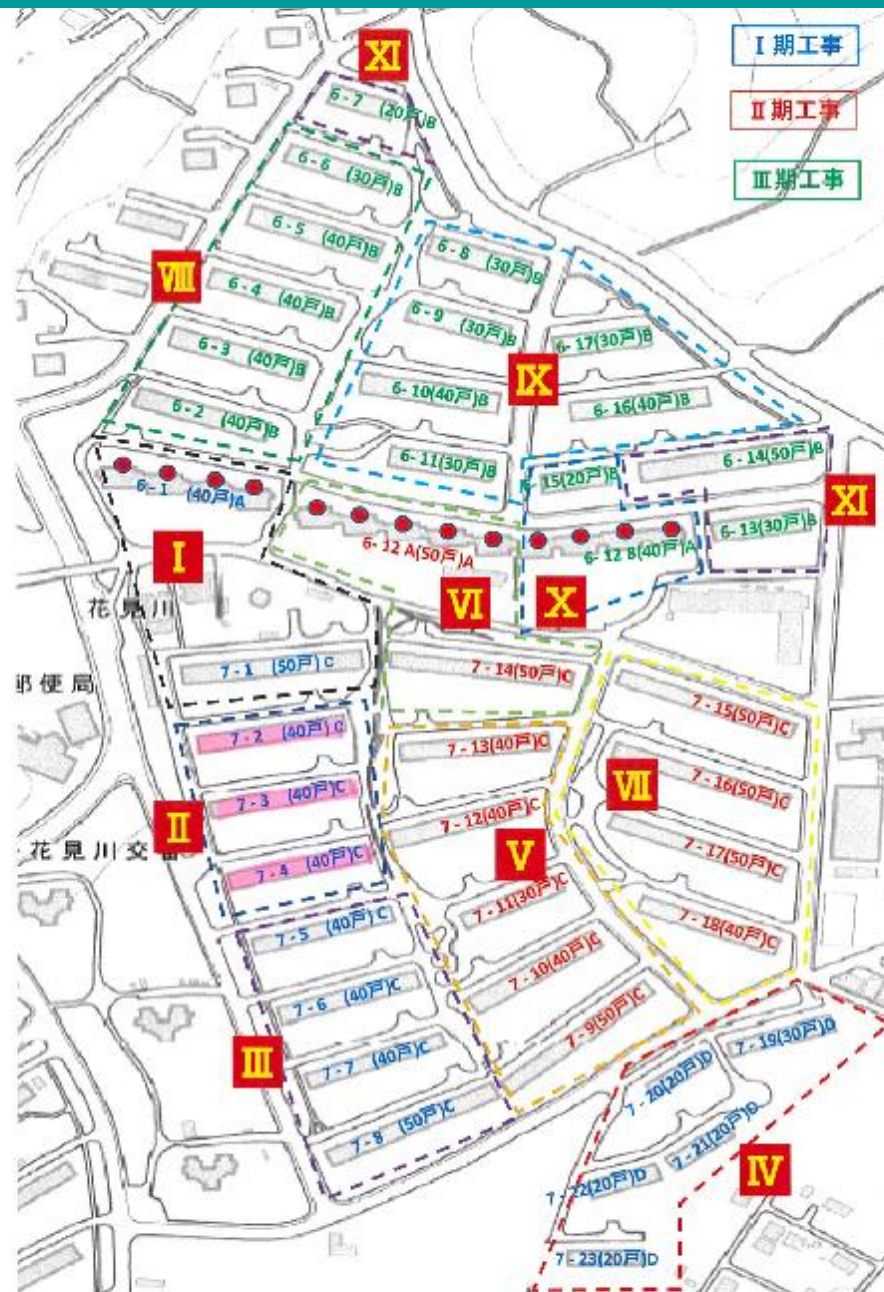 Ⅰ期工事
Ⅱ期工事
Ⅲ期工事
XI
6-7 (20戸)B
6-6 (30戸)B
6-5 (40戸)B
6-8 (30戸)B
VIII
6-4 (40戸)B
6-9 (30戸)B
6-17(30戸)B
6-3 (40戸)B
IX
6-10(40戸)B
6-16(40戸)B
6-2 (40戸)B
6-11(30戸)B
6-14(50戸)B
15(20戸)B
6-1 (40戸)A
XI
6-13(30戸)B
6-12 A(50戸)A
6-12 B(40戸)A
I
VI
X
花見川
7-1 (50戸)C
7-14(50戸)C
郵便局
7-15(50戸)C
7-2 (40戸)C
7-13(40戸)C
7-16(50戸)C
VII
7-3 (40戸)C
II
7-12(40戸)C
V
花見川交番
7-17(50戸)C
7-4 (40戸)C
7-11(30戸)C
7-18(40戸)C
7-5 (40戸)C
7-10(40戸)C
7-6 (40戸)C
7-9(50戸)C
III
7-7 (40戸)C
7-19(30戸)D
7-20(20戸)D
7-8 (50戸)C
7-21(20戸)D
IV
7-22(20戸)D
7-23(20戸)D